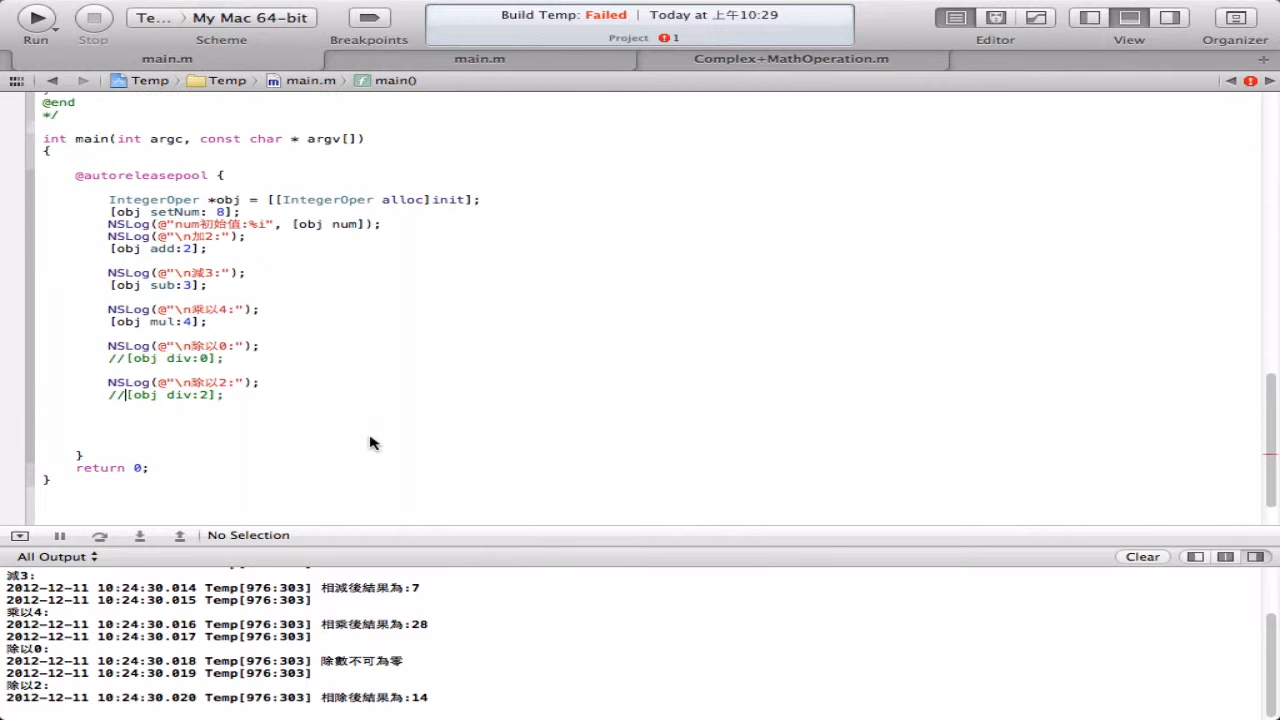 Te... My Mac 64-bit
Build Temp: Failed | Today at 上午10:29
Project 1
Run Stop Scheme Breakpoints Editor View Organizer
main.m main.m Complex+MathOperation.m
Temp Temp main.m main()
@end
*/
int main(int argc, const char * argv[])
{
@autoreleasepool {
IntegerOper *obj = [[IntegerOper alloc]init];
[obj setNum: 8];
NSLog(@"num初始值:%i", [obj num]);
NSLog(@"\n加2:");
[obj add:2];
NSLog(@"\n減3:");
[obj sub:3];
NSLog(@"\n乘以4:");
[obj mul:4];
NSLog(@"\n除以0:");
//[obj div:0];
NSLog(@"\n除以2:");
//[obj div:2];
}
return 0;
}
No Selection
All Output Clear
減3:
2012-12-11 10:24:30.014 Temp[976:303] 相減後結果為:7
2012-12-11 10:24:30.015 Temp[976:303]
乘以4:
2012-12-11 10:24:30.016 Temp[976:303] 相乘後結果為:28
2012-12-11 10:24:30.017 Temp[976:303]
除以0:
2012-12-11 10:24:30.018 Temp[976:303] 除數不可為零
2012-12-11 10:24:30.019 Temp[976:303]
除以2:
2012-12-11 10:24:30.020 Temp[976:303] 相除後結果為:14